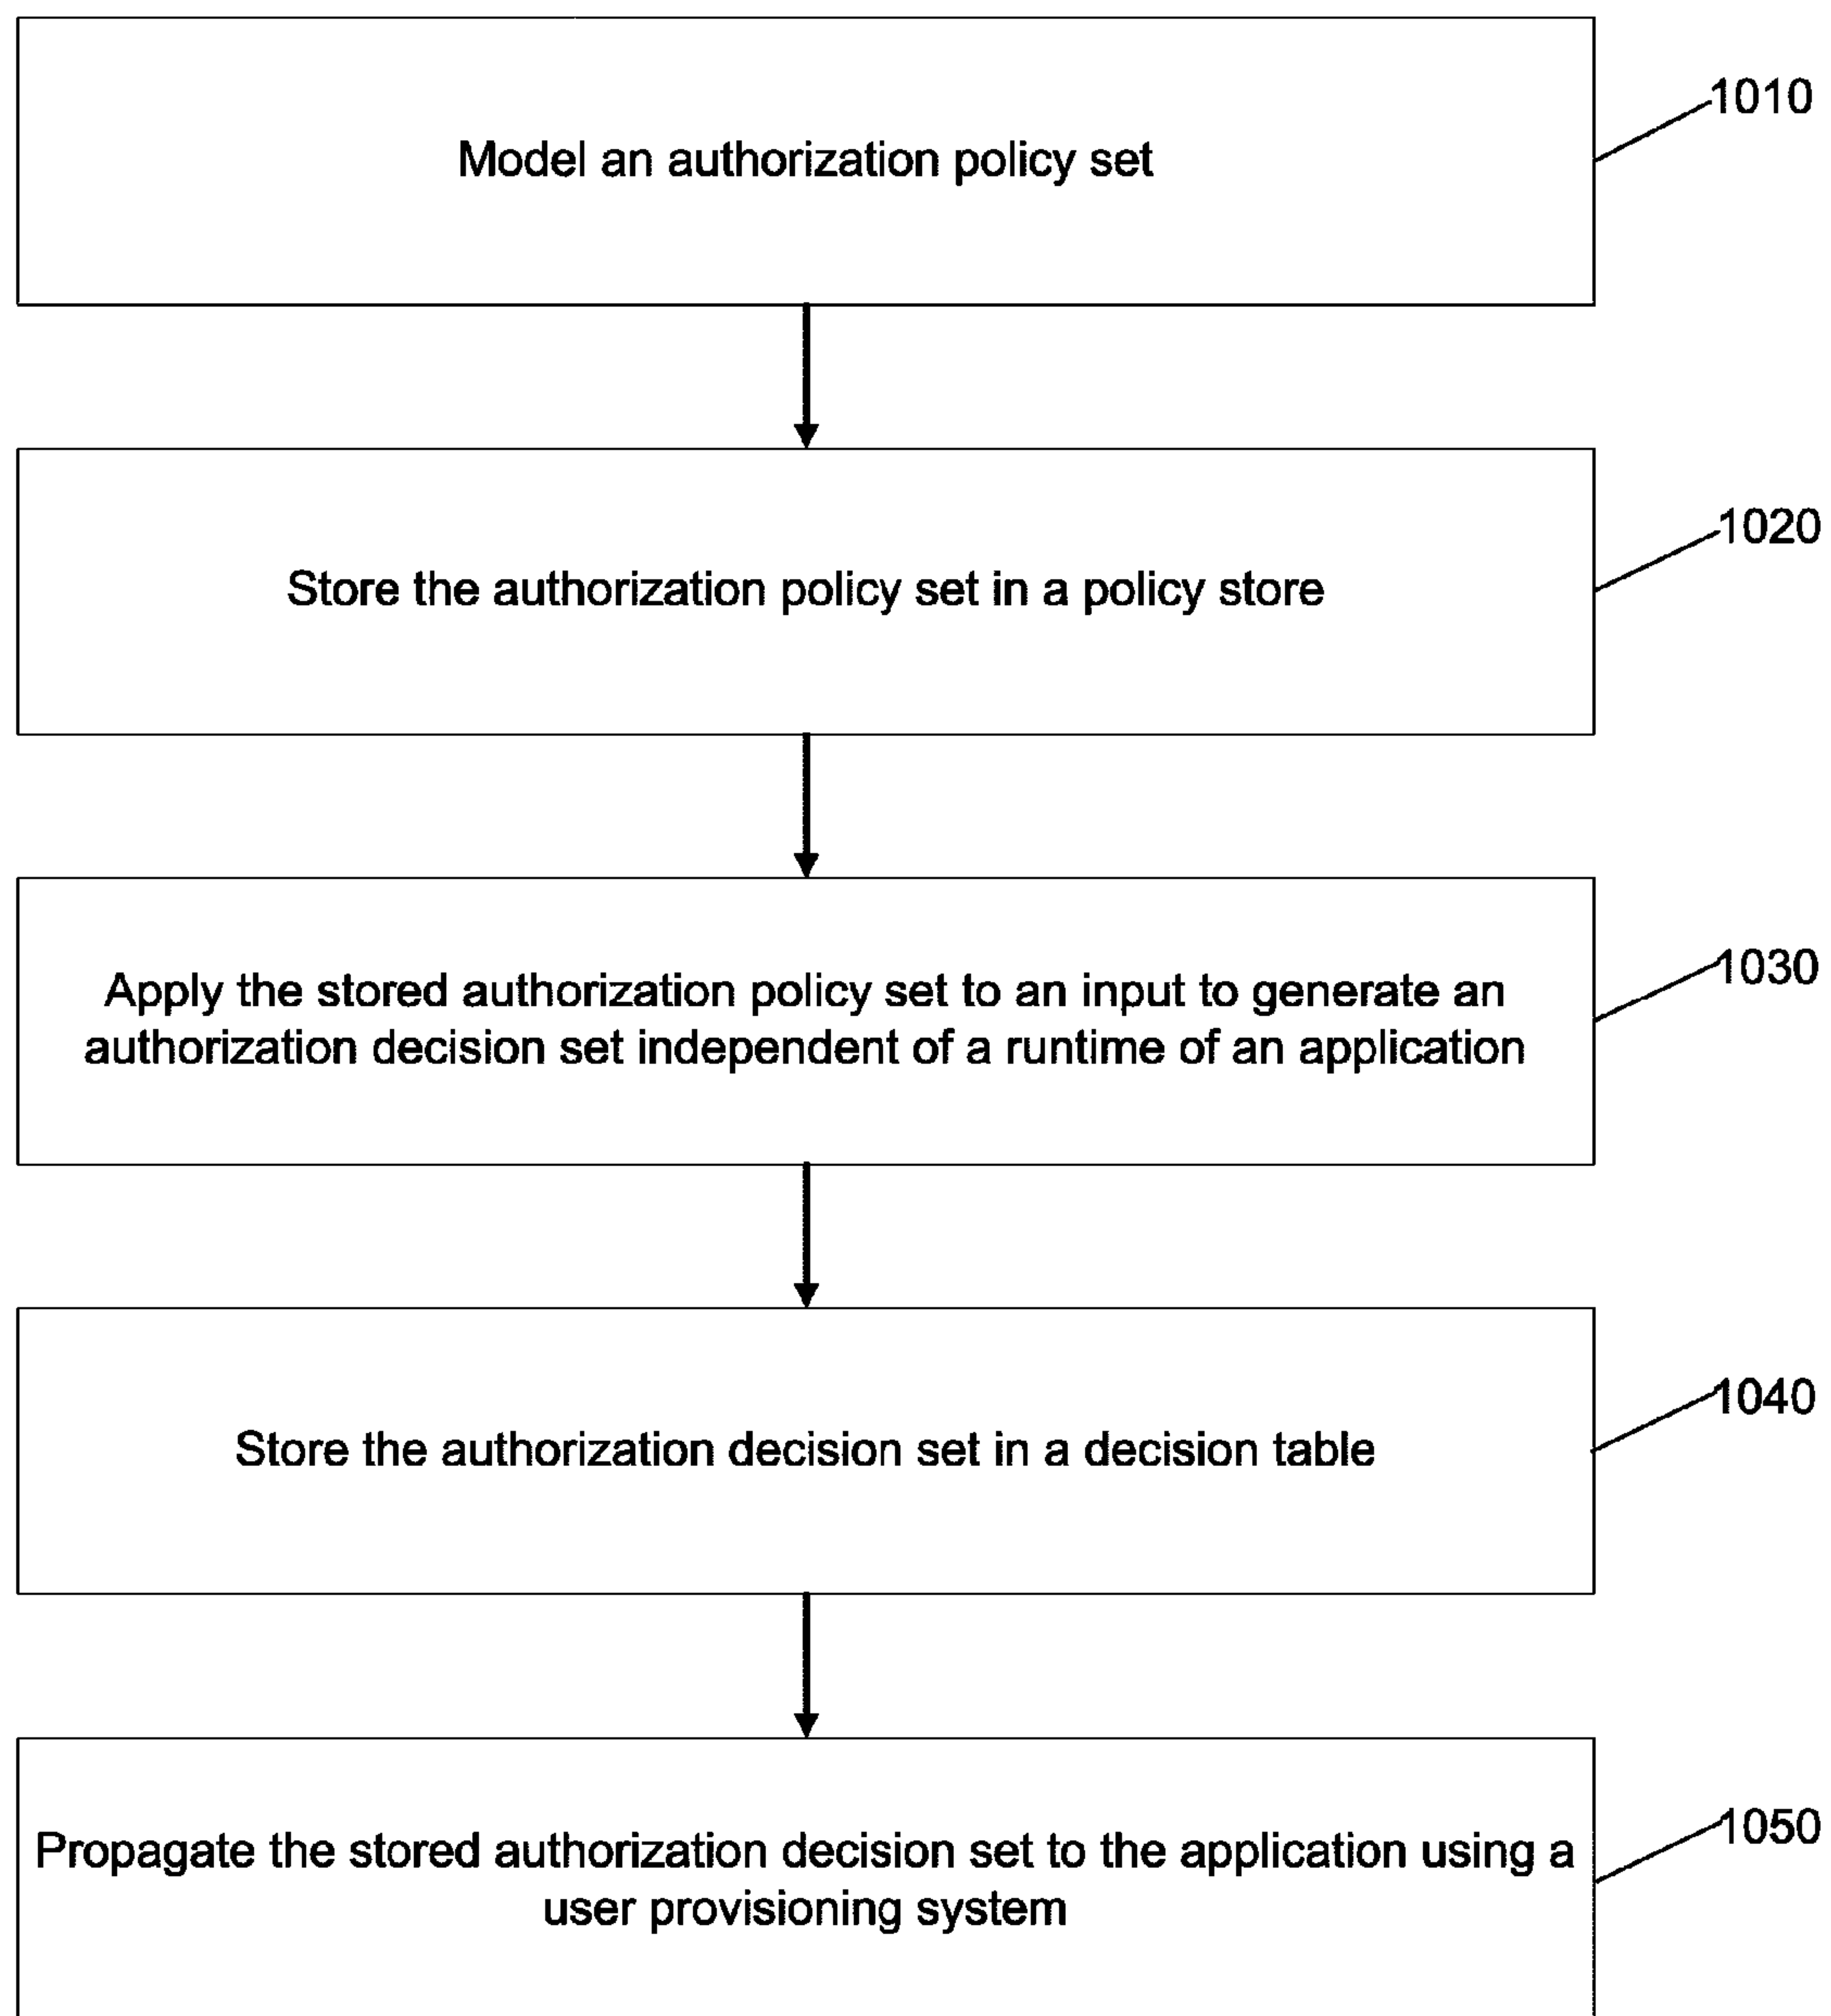 Model an authorization policy set
1010
Store the authorization policy set in a policy store
1020
Apply the stored authorization policy set to an input to generate an
authorization decision set independent of a runtime of an application
1030
Store the authorization decision set in a decision table
1040
Propagate the stored authorization decision set to the application using a
user provisioning system
1050